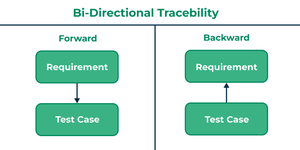 Bi-Directional Tracebility
Forward
Requirement
Test Case
Backward
Requirement
Test Case